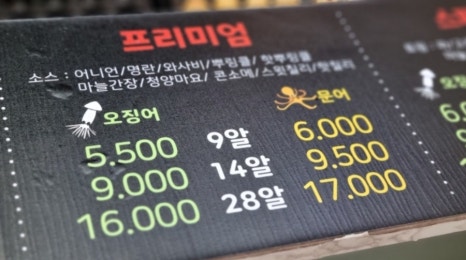 프리미엄
소스 : 어니언/명란/와사비/뿌링클/핫뿌링클
마늘간장/청양마요/ 콘소메/스윗칠리/핫칠리
오징어 문어
5.500 9알 6.000
9.000 14알 9.500
16.000 28알 17.000